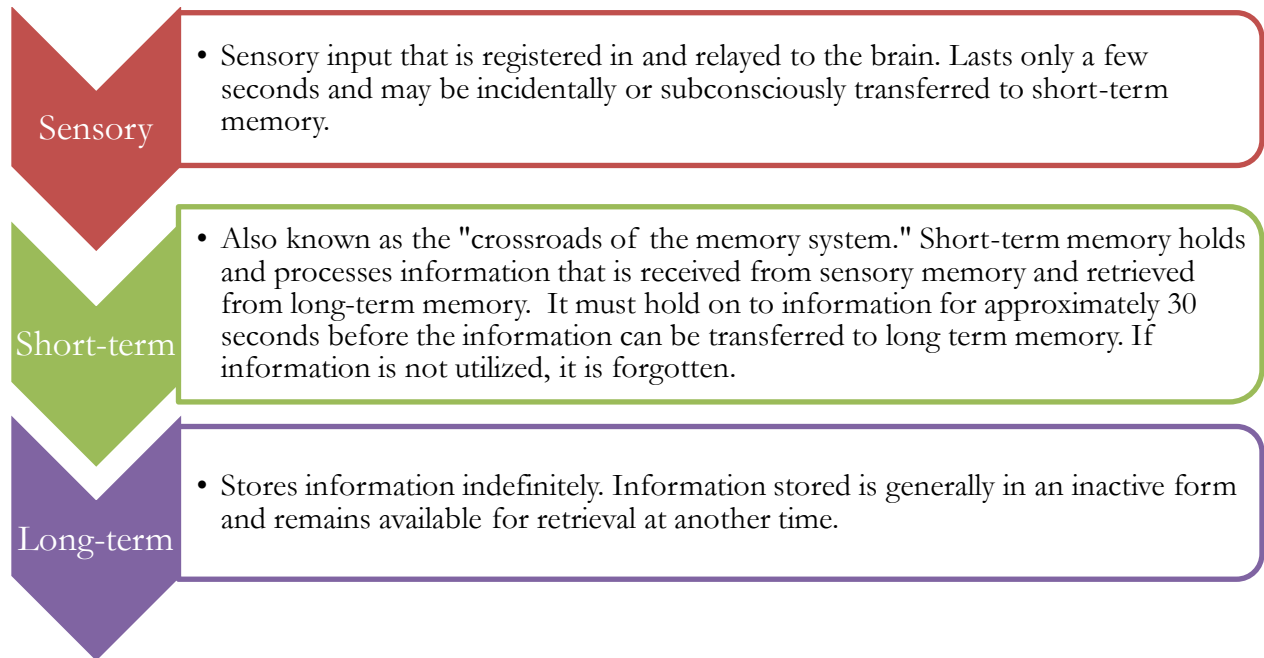 Sensory
• Sensory input that is registered in and relayed to the brain. Lasts only a few
seconds and may be incidentally or subconsciously transferred to short-term
memory.
Short-term
• Also known as the "crossroads of the memory system." Short-term memory holds
and processes information that is received from sensory memory and retrieved
from long-term memory.  It must hold on to information for approximately 30
seconds before the information can be transferred to long term memory. If
information is not utilized, it is forgotten.
Long-term
• Stores information indefinitely. Information stored is generally in an inactive form
and remains available for retrieval at another time.